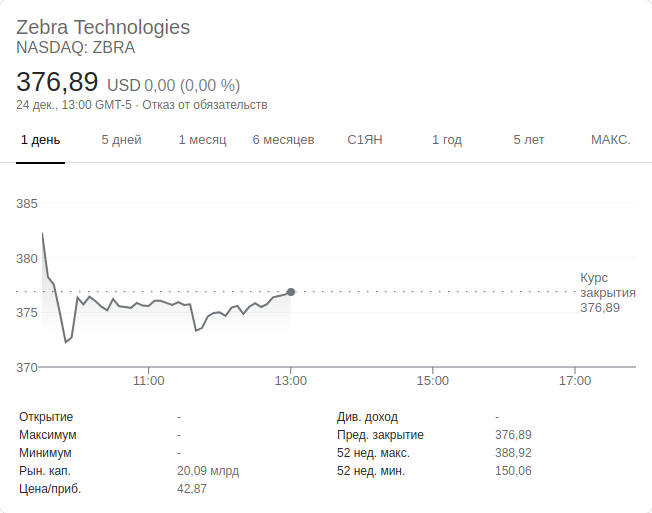 Zebra Technologies
NASDAQ: ZBRA
376,89 USD 0,00 (0,00 %)
24 дек., 13:00 GMT-5 · Отказ от обязательств
1 день 5 дней 1 месяц 6 месяцев С1ЯН 1 год 5 лет МАКС.
385
380
Курс
закрытия
376,89
375
370
11:00 13:00 15:00 17:00
Открытие - Див. доход -
Максимум - Пред. закрытие 376,89
Минимум - 52 нед. макс. 388,92
Рын. кап. 20,09 млрд 52 нед. мин. 150,06
Цена/приб. 42,87